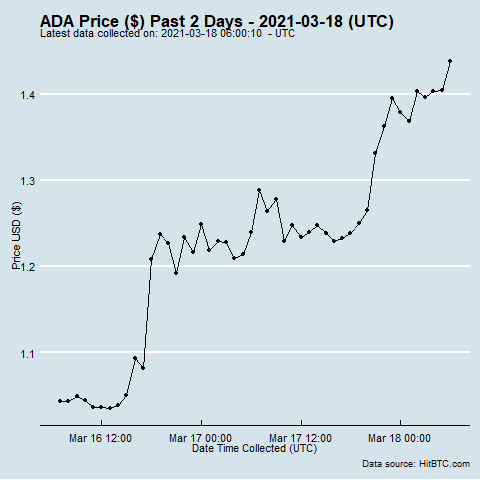 ADA Price ($) Past 2 Days - 2021-03-18 (UTC)
Latest data collected on: 2021-03-18 06:00:10  - UTC
1.4
1.3
1.2
1.1
Price USD ($)
Mar 16 12:00 Mar 17 00:00 Mar 17 12:00 Mar 18 00:00
Date Time Collected (UTC)
Data source: HitBTC.com